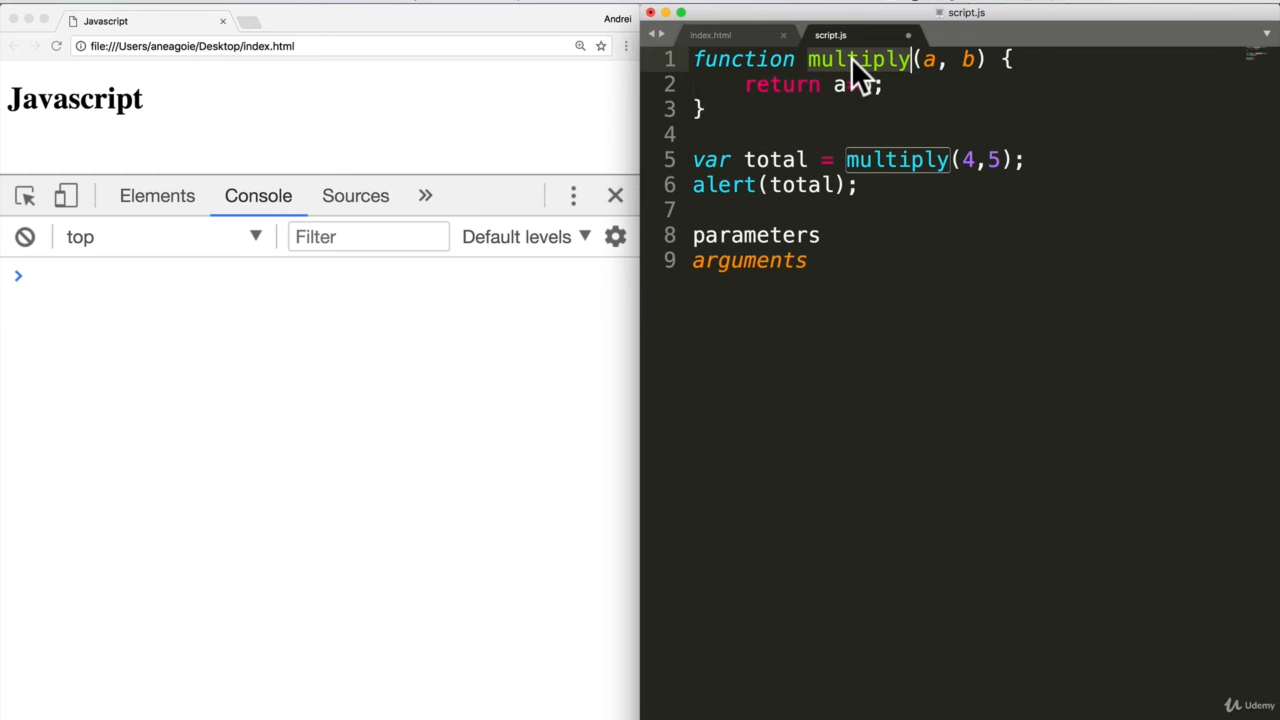 Javascript
Andrei
file:///Users/aneagoie/Desktop/index.html
Javascript
Elements
Console
Sources
top
Filter
Default levels
script.js
index.html
script.js
1 function multiply(a, b) {
2 return a
3 }
4
5 var total = multiply(4,5);
6 alert(total);
7
8 parameters
9 arguments
Udemy